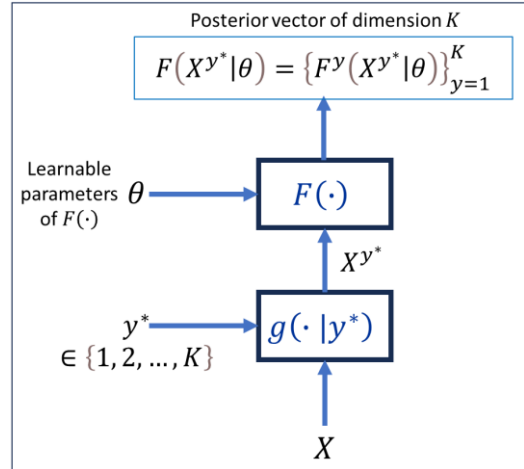 Posterior vector of dimension K
F(X^{y*}|θ) = {F^y(X^{y*}|θ)}_{y=1}^{K}
Learnable
parameters
of F(·)
θ
F(·)
X^{y*}
y*
∈ {1, 2, ..., K}
g(· |y*)
X